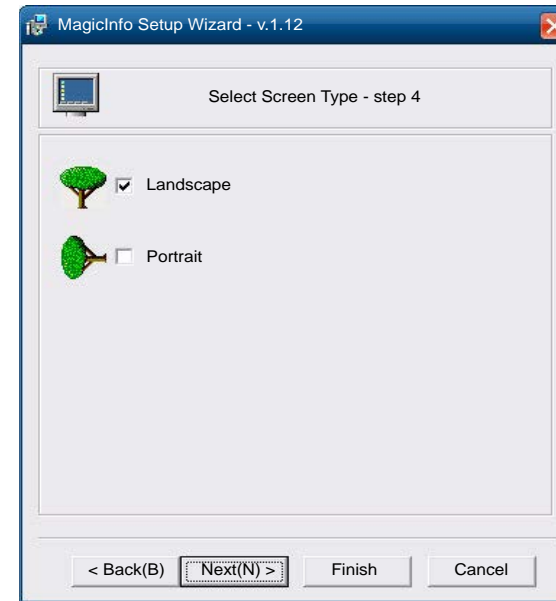 MagicInfo Setup Wizard - v.1.12
Select Screen Type - step 4
Landscape
Portrait
< Back(B) Next(N) > Finish Cancel